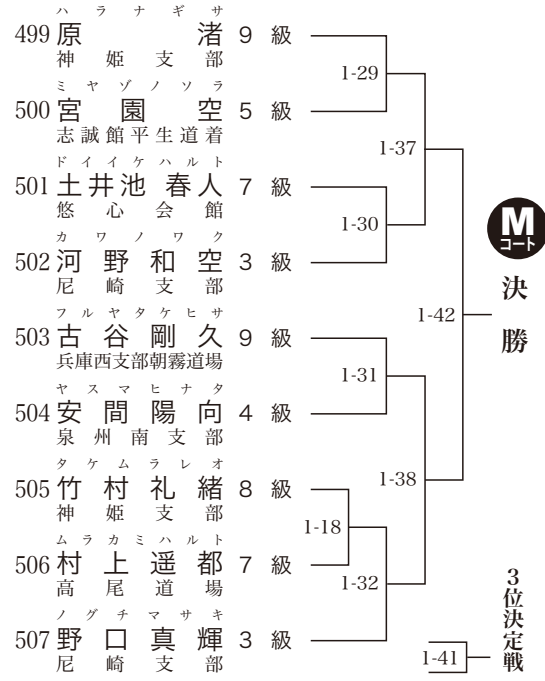 ハラナギサ
499 原渚 9級
神姫支部
ミヤゾノソラ
500 宮園空 5級
志誠館平生道着
ドイイケハルト
501 土井池春人 7級
悠心会館
カワノワク
502 河野和空 3級
尼崎支部
フルヤタケヒサ
503 古谷剛久 9級
兵庫西支部朝霧道場
ヤスマヒナタ
504 安間陽向 4級
泉州南支部
タケムラレオ
505 竹村礼緒 8級
神姫支部
ムラカミハルト
506 村上遥都 7級
高尾道場
ノグチマサキ
507 野口真輝 3級
尼崎支部
1-29
1-30
1-31
1-18
1-32
1-37
1-38
1-42
Mコート
決勝
3位決定戦
1-41